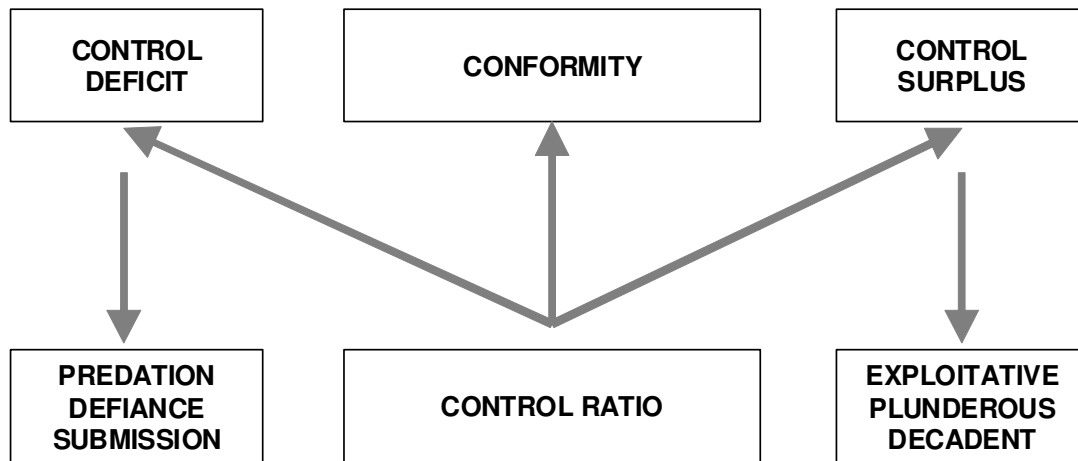 CONTROL
DEFICIT
CONFORMITY
CONTROL
SURPLUS
PREDATION
DEFIANCE
SUBMISSION
CONTROL RATIO
EXPLOITATIVE
PLUNDEROUS
DECADENT